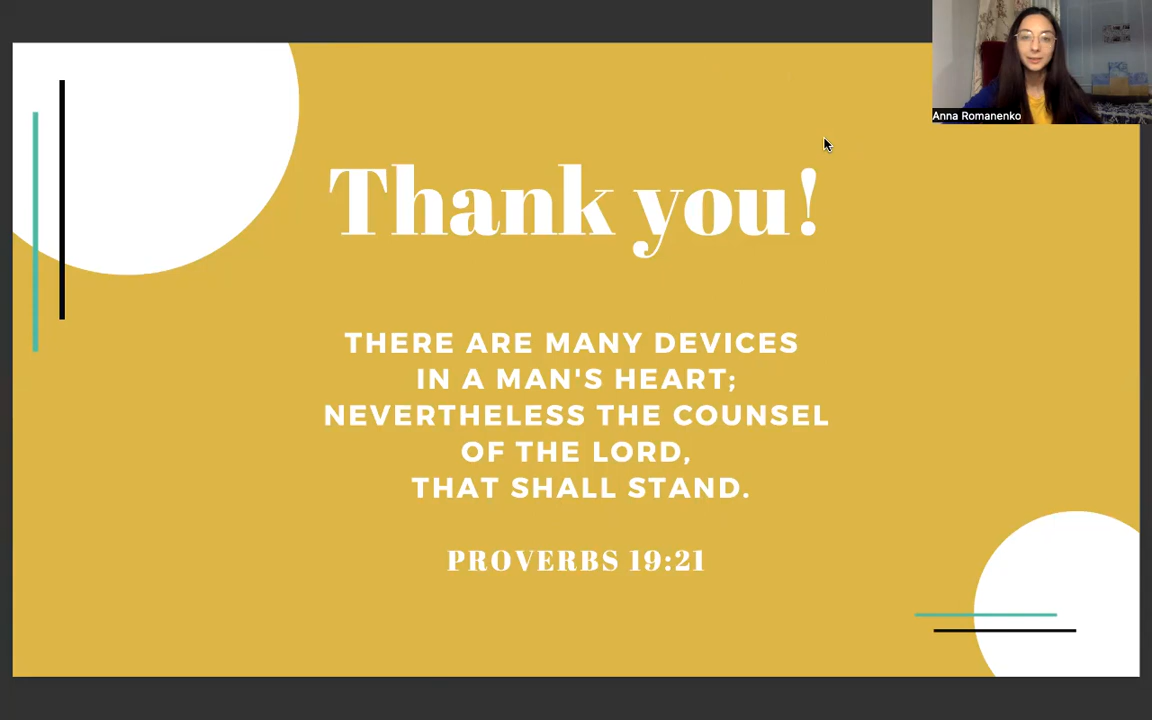 Anna Romanenko
Thank you!
THERE ARE MANY DEVICES
IN A MAN'S HEART;
NEVERTHELESS THE COUNSEL
OF THE LORD,
THAT SHALL STAND.
PROVERBS 19:21